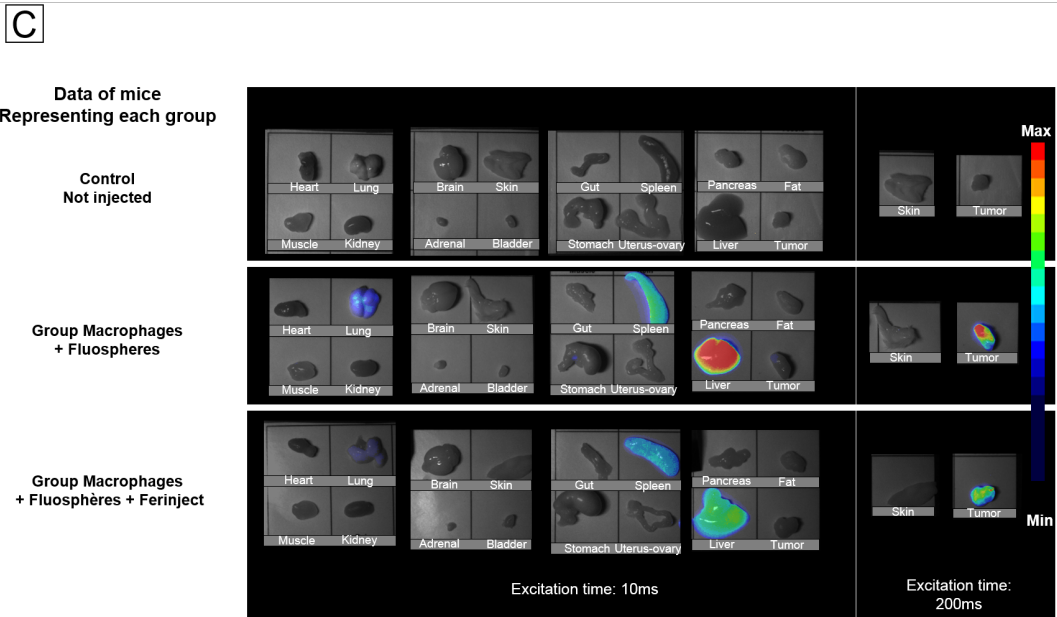 C
Data of mice
Representing each group
Max
Control
Not injected
Heart Lung Brain Skin Gut Spleen Pancreas Fat
Skin Tumor
Muscle Kidney Adrenal Bladder Stomach Uterus-ovary Liver Tumor
Group Macrophages
+ Fluospheres
Heart Lung Brain Skin Gut Spleen Pancreas Fat
Skin Tumor
Muscle Kidney Adrenal Bladder Stomach Uterus-ovary Liver Tumor
Group Macrophages
+ Fluosphères + Ferinject
Heart Lung Brain Skin Gut Spleen Pancreas Fat
Skin Tumor
Min
Muscle Kidney Adrenal Bladder Stomach Uterus-ovary Liver Tumor
Excitation time: 10ms
Excitation time:
200ms